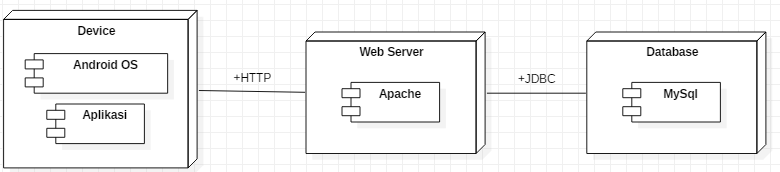 Device
Android OS
Aplikasi
+HTTP
Web Server
Apache
+JDBC
Database
MySql